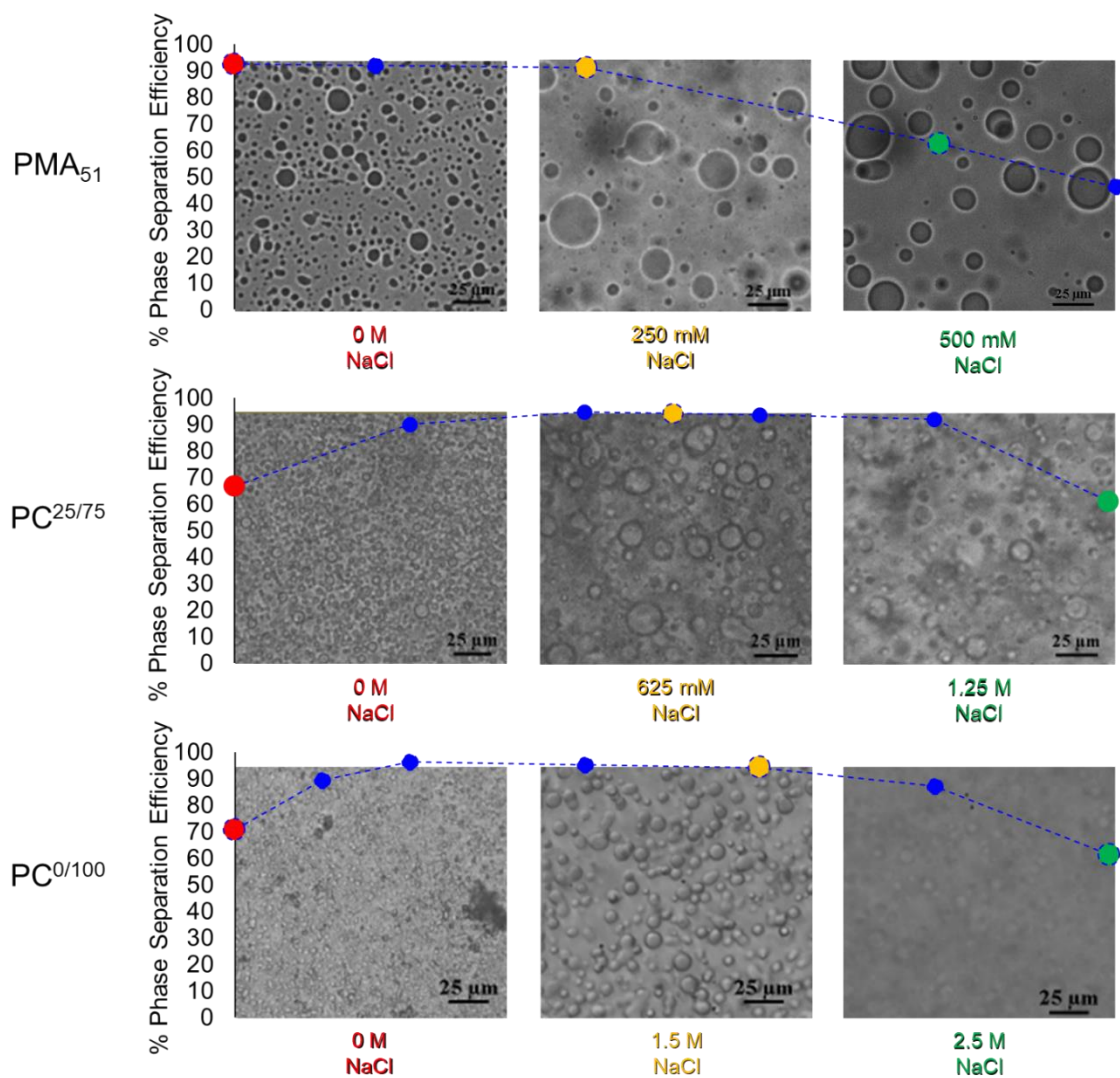 % Phase Separation Efficiency
100
90
80
70
60
50
40
30
20
10
0
PMA51
25 µm
25 µm
25 µm
0 M
NaCl
250 mM
NaCl
500 mM
NaCl
% Phase Separation Efficiency
100
90
80
70
60
50
40
30
20
10
0
PC25/75
25 µm
25 µm
25 µm
0 M
NaCl
625 mM
NaCl
1.25 M
NaCl
% Phase Separation Efficiency
100
90
80
70
60
50
40
30
20
10
0
PC0/100
25 µm
25 µm
25 µm
0 M
NaCl
1.5 M
NaCl
2.5 M
NaCl